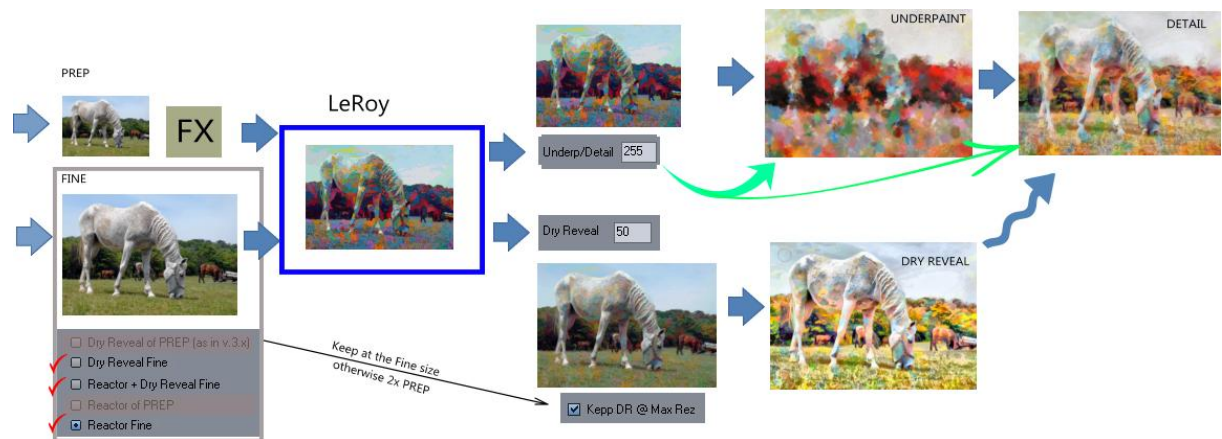 PREP
FX
LeRoy
FINE
Dry Reveal of PREP (as in v.3.x)
Dry Reveal Fine
Reactor + Dry Reveal Fine
Reactor of PREP
Reactor Fine
Keep at the Fine size
otherwise 2x PREP
Underp/Detail 255
Dry Reveal 50
Kepp DR @ Max Rez
UNDERPAINT
DETAIL
DRY REVEAL